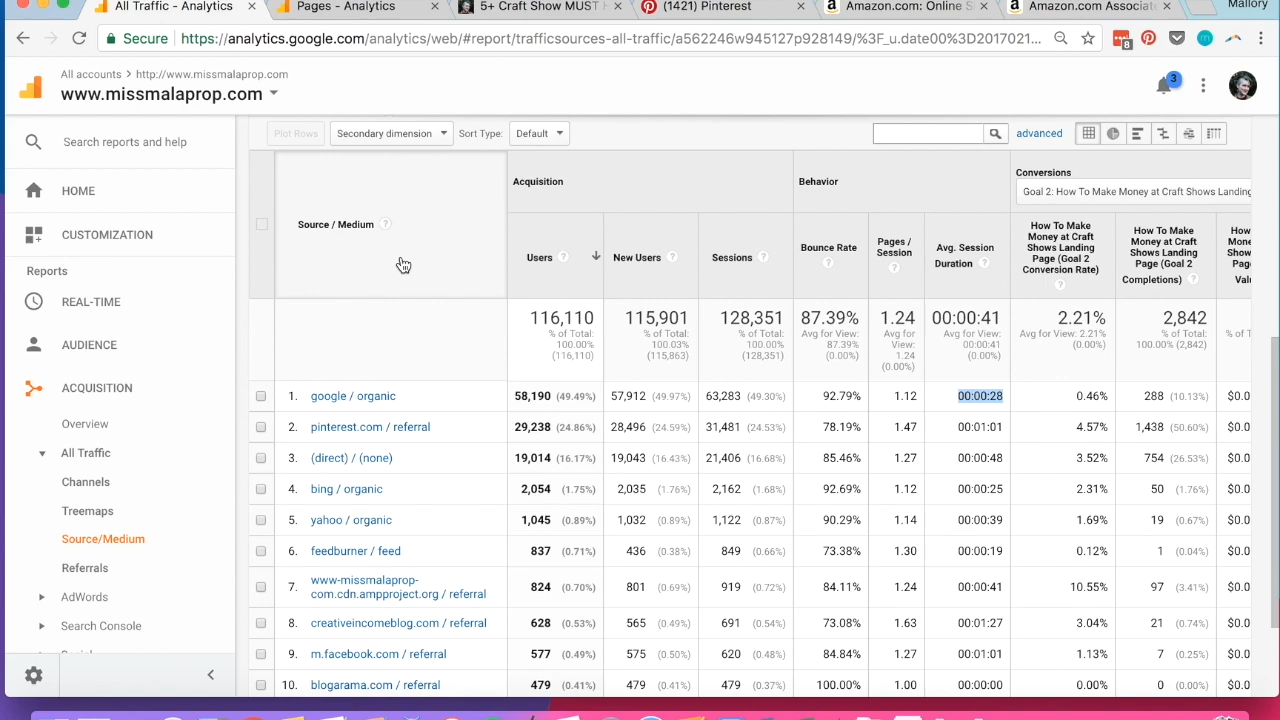 All Traffic - Analytics
Pages - Analytics
5+ Craft Show MUST H
(1421) Pinterest
Amazon.com: Online S
Amazon.com Associate
Mallory
Secure https://analytics.google.com/analytics/web/#report/trafficsources-all-traffic/a562246w945127p928149/%3F_u.date00%3D2017021...
8
All accounts > http://www.missmalaprop.com
www.missmalaprop.com
3
Search reports and help
HOME
CUSTOMIZATION
Reports
REAL-TIME
AUDIENCE
ACQUISITION
Overview
All Traffic
Channels
Treemaps
Source/Medium
Referrals
AdWords
Search Console
Plot Rows Secondary dimension Sort Type: Default advanced
Source / Medium
Acquisition
Behavior
Conversions
Goal 2: How To Make Money at Craft Shows Landing
Users
New Users
Sessions
Bounce Rate
Pages /
Session
Avg. Session
Duration
How To Make
Money at Craft
Shows Landing
Page (Goal 2
Conversion Rate)
How To Make
Money at Craft
Shows Landing
Page (Goal 2
Completions)
116,110
% of Total:
100.00%
(116,110)
115,901
% of Total:
100.03%
(115,863)
128,351
% of Total:
100.00%
(128,351)
87.39%
Avg for View:
87.39%
(0.00%)
1.24
Avg for
View:
1.24
(0.00%)
00:00:41
Avg for View:
00:00:41
(0.00%)
2.21%
Avg for View: 2.21%
(0.00%)
2,842
% of Total:
100.00% (2,842)
% of T
1. google / organic 58,190 (49.49%) 57,912 (49.97%) 63,283 (49.30%) 92.79% 1.12 00:00:28 0.46% 288 (10.13%) $0.0
2. pinterest.com / referral 29,238 (24.86%) 28,496 (24.59%) 31,481 (24.53%) 78.19% 1.47 00:01:01 4.57% 1,438 (50.60%) $0.0
3. (direct) / (none) 19,014 (16.17%) 19,043 (16.43%) 21,406 (16.68%) 85.46% 1.27 00:00:48 3.52% 754 (26.53%) $0.0
4. bing / organic 2,054 (1.75%) 2,035 (1.76%) 2,162 (1.68%) 92.69% 1.12 00:00:25 2.31% 50 (1.76%) $0.0
5. yahoo / organic 1,045 (0.89%) 1,032 (0.89%) 1,122 (0.87%) 90.29% 1.14 00:00:39 1.69% 19 (0.67%) $0.0
6. feedburner / feed 837 (0.71%) 436 (0.38%) 849 (0.66%) 73.38% 1.30 00:00:19 0.12% 1 (0.04%) $0.0
7. www-missmalaprop-
com.cdn.ampproject.org / referral 824 (0.70%) 801 (0.69%) 919 (0.72%) 84.11% 1.24 00:00:41 10.55% 97 (3.41%) $0.0
8. creativeincomeblog.com / referral 628 (0.53%) 565 (0.49%) 691 (0.54%) 73.08% 1.63 00:01:27 3.04% 21 (0.74%) $0.0
9. m.facebook.com / referral 577 (0.49%) 575 (0.50%) 620 (0.48%) 84.84% 1.27 00:01:01 1.13% 7 (0.25%) $0.0
10. blogarama.com / referral 479 (0.41%) 479 (0.41%) 479 (0.37%) 100.00% 1.00 00:00:00 0.00% 0 (0.00%) $0.0